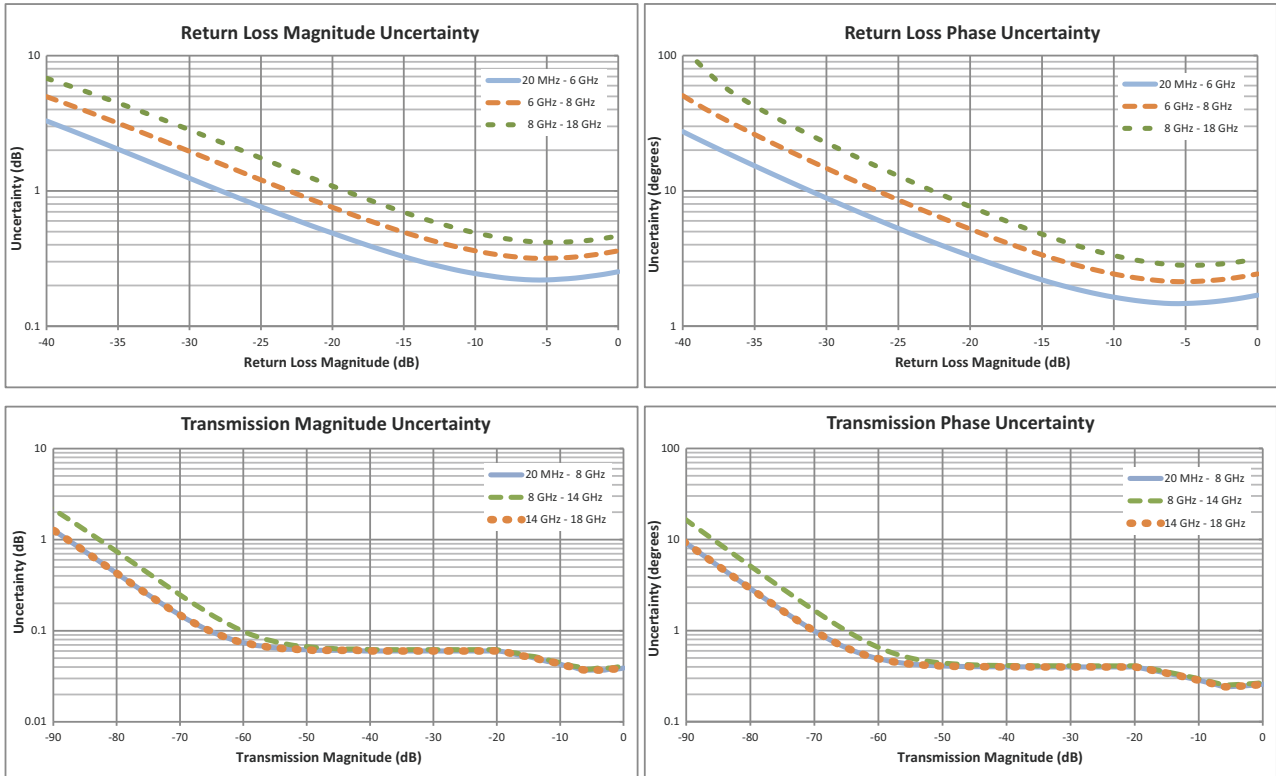 Return Loss Magnitude Uncertainty
10
1
0.1
Uncertainty (dB)
20 MHz - 6 GHz
6 GHz - 8 GHz
8 GHz - 18 GHz
-40 -35 -30 -25 -20 -15 -10 -5 0
Return Loss Magnitude (dB)
Return Loss Phase Uncertainty
100
10
1
Uncertainty (degrees)
20 MHz - 6 GHz
6 GHz - 8 GHz
8 GHz - 18 GHz
-40 -35 -30 -25 -20 -15 -10 -5 0
Return Loss Magnitude (dB)
Transmission Magnitude Uncertainty
10
1
0.1
0.01
Uncertainty (dB)
20 MHz - 8 GHz
8 GHz - 14 GHz
14 GHz - 18 GHz
-90 -80 -70 -60 -50 -40 -30 -20 -10 0
Transmission Magnitude (dB)
Transmission Phase Uncertainty
100
10
1
0.1
Uncertainty (degrees)
20 MHz - 8 GHz
8 GHz - 14 GHz
14 GHz - 18 GHz
-90 -80 -70 -60 -50 -40 -30 -20 -10 0
Transmission Magnitude (dB)